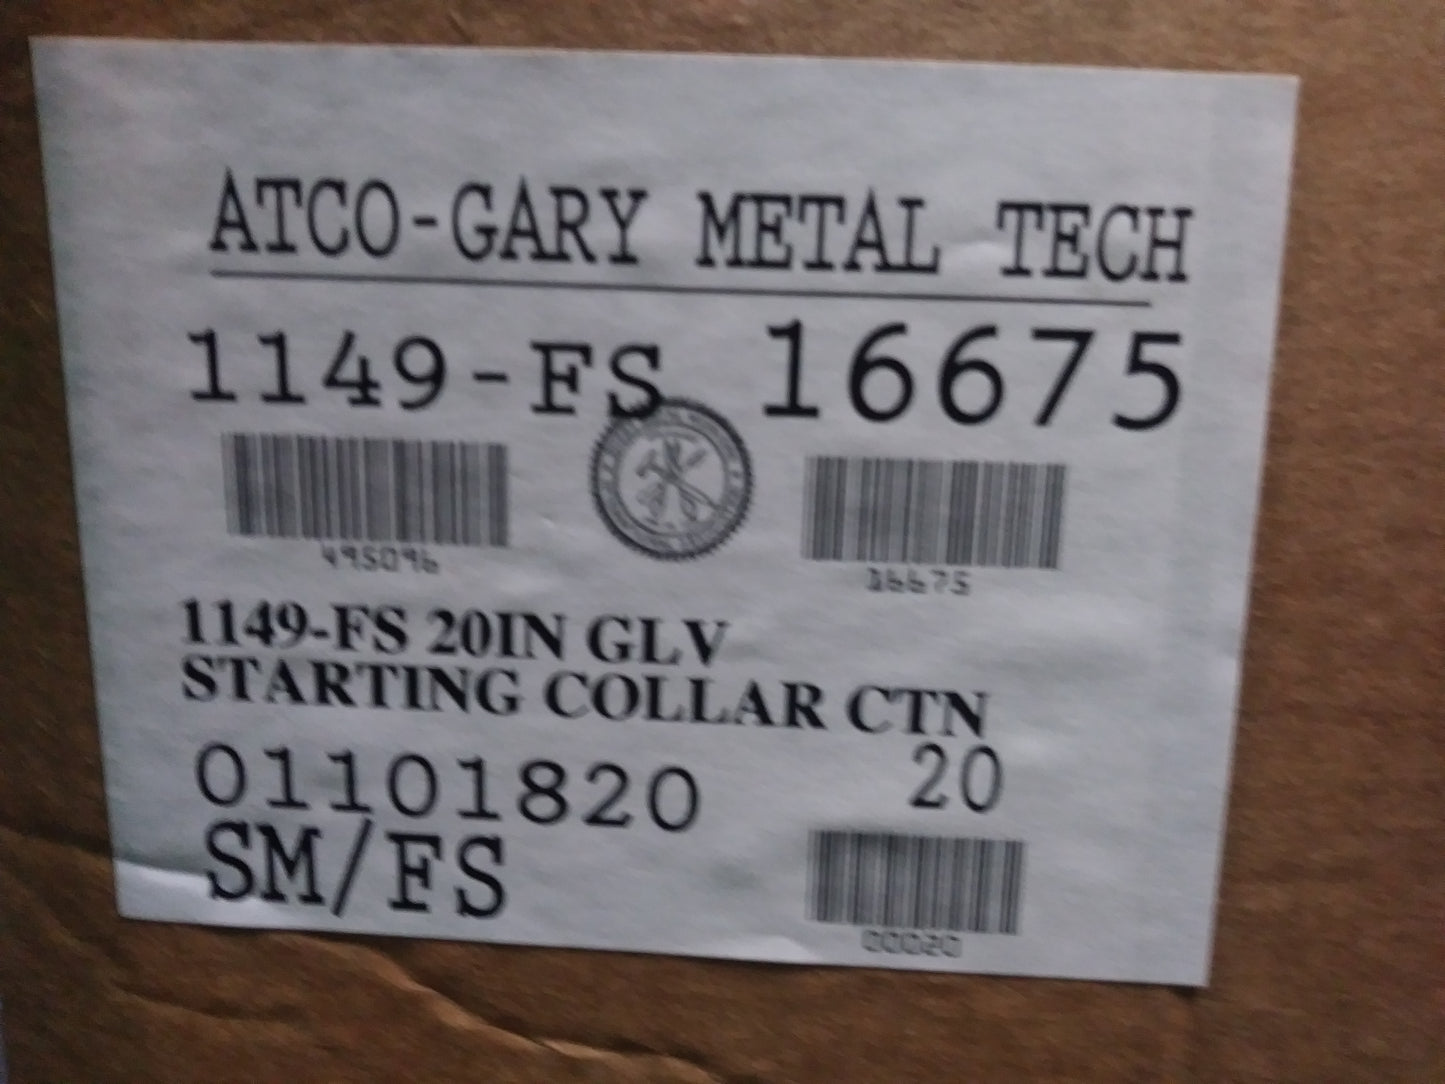 ATCO-GARY METAL TECH
1149-FS 16675
495096 16675
1149-FS 20IN GLV
STARTING COLLAR CTN
01101820 20
SM/FS
00020